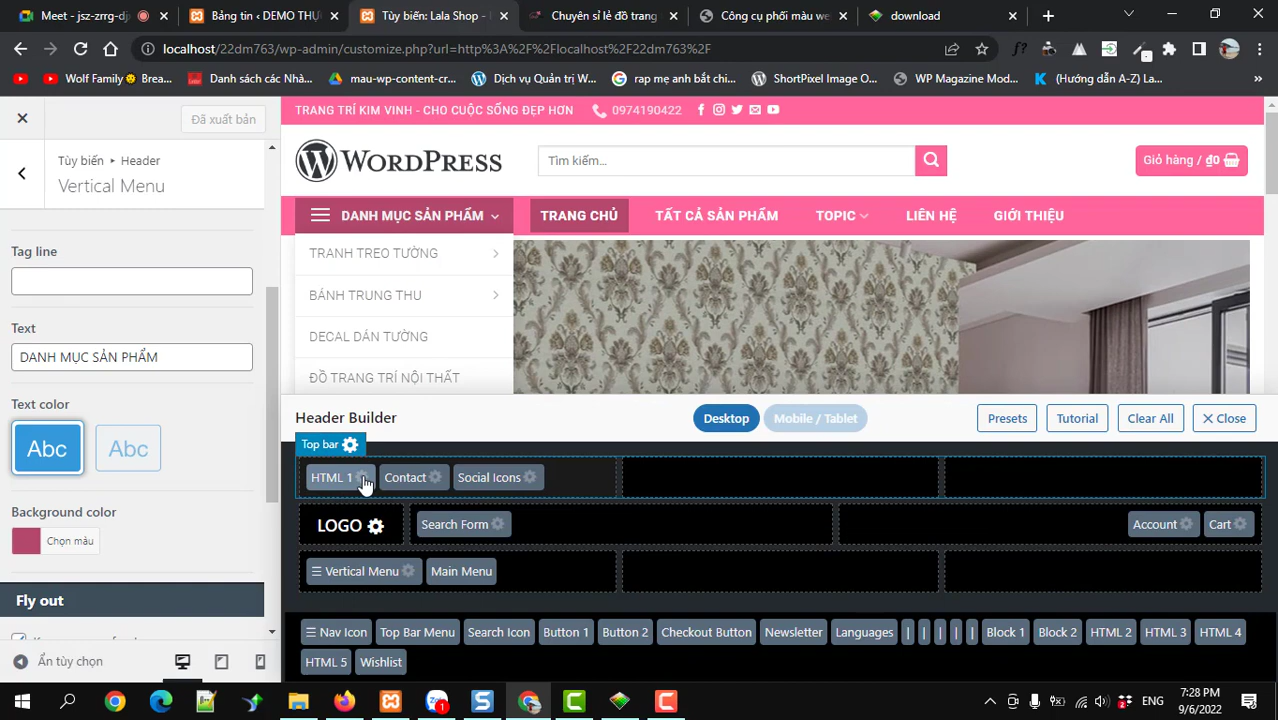 Meet - jsz-zrrg-djn
Bảng tin ‹ DEMO THỰ
Tùy biến: Lala Shop -
Chuyên sỉ lẻ đồ trang
Công cụ phối màu we
download
localhost/22dm763/wp-admin/customize.php?url=http%3A%2F%2Flocalhost%2F22dm763%2F
Wolf Family
Brea...
Danh sách các Nhà...
mau-wp-content-cr...
Dịch vụ Quản trị W...
rap mẹ anh bắt chi...
ShortPixel Image O...
WP Magazine Mod...
(Hướng dẫn A-Z) La...
»
Đã xuất bản
Tùy biến ▸ Header
Vertical Menu
Tag line
Text
DANH MỤC SẢN PHẨM
Text color
Abc
Abc
Background color
Chọn màu
Fly out
Ẩn tùy chọn
TRANG TRÍ KIM VINH - CHO CUỘC SỐNG ĐẸP HƠN
0974190422
WORDPRESS
Tìm kiếm...
Giỏ hàng / ₫0
DANH MỤC SẢN PHẨM
TRANG CHỦ
TẤT CẢ SẢN PHẨM
TOPIC
LIÊN HỆ
GIỚI THIỆU
TRANH TREO TƯỜNG
BÁNH TRUNG THU
DECAL DÁN TƯỜNG
ĐỒ TRANG TRÍ NỘI THẤT
Header Builder
Desktop
Mobile / Tablet
Presets
Tutorial
Clear All
Close
Top bar
HTML 1
Contact
Social Icons
LOGO
Search Form
Account
Cart
☰ Vertical Menu
Main Menu
☰ Nav Icon
Top Bar Menu
Search Icon
Button 1
Button 2
Checkout Button
Newsletter
Languages
|
|
|
|
|
Block 1
Block 2
HTML 2
HTML 3
HTML 4
HTML 5
Wishlist
1
ENG
7:28 PM
9/6/2022
2